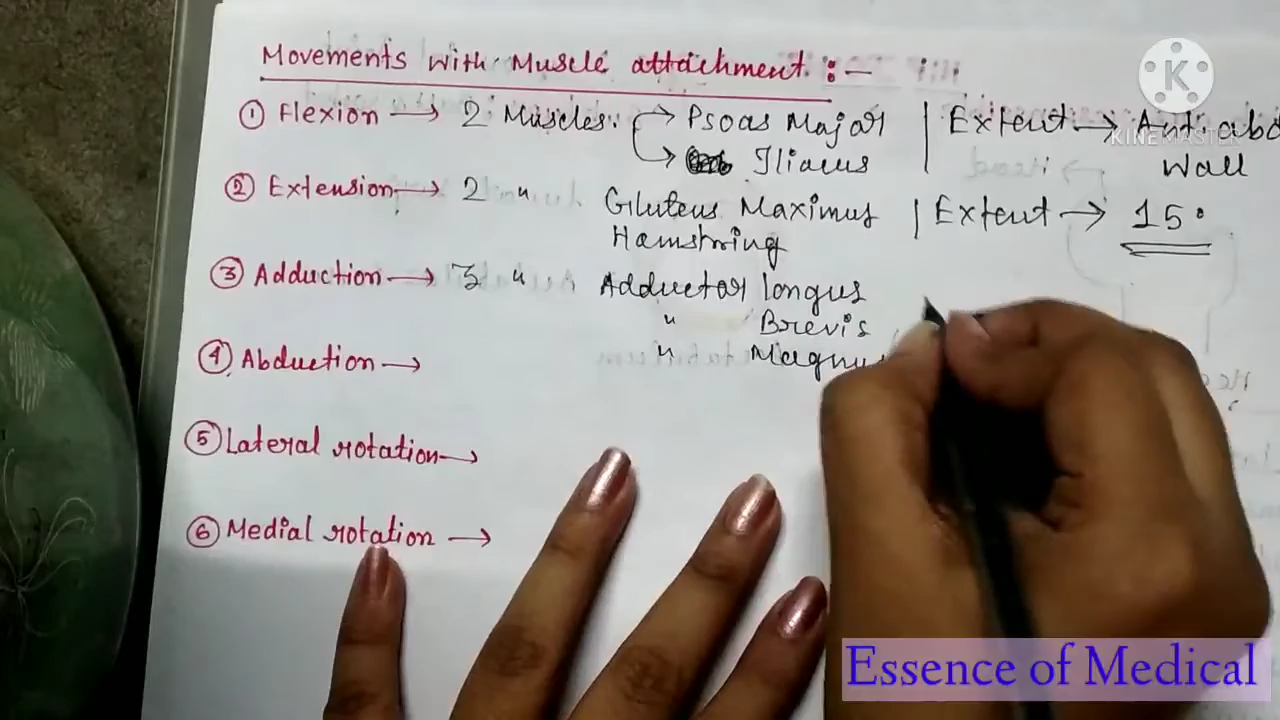 Movements with Muscle attachment :-
① Flexion → 2 Muscles. → Psoas Major | Extent → Ant. abd
→ Iliacus Wall
② Extension → 2 " Gluteus Maximus | Extent → 15°
Hamstring
③ Adduction → 3 " Adductor longus
" Brevis
" Magnus
④ Abduction →
⑤ Lateral rotation →
⑥ Medial rotation →
K
KINEMASTER
Essence of Medical